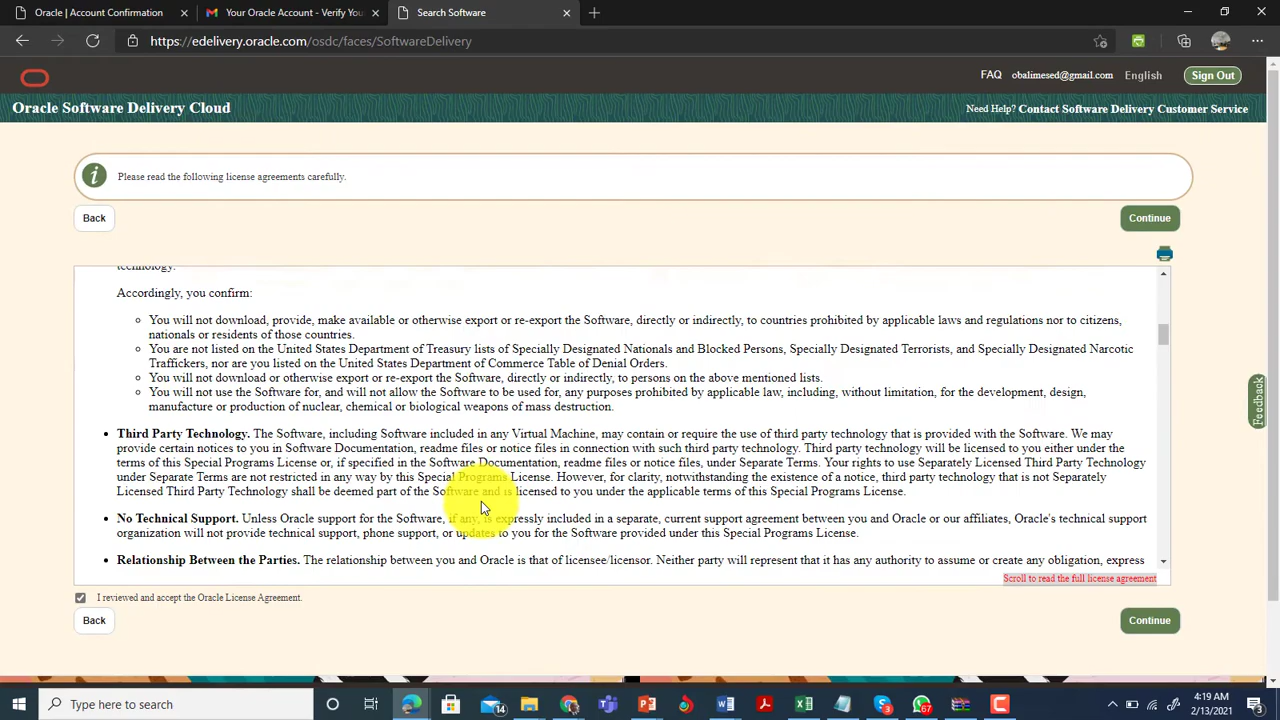 Oracle | Account Confirmation
Your Oracle Account - Verify You
Search Software
https://edelivery.oracle.com/osdc/faces/SoftwareDelivery
FAQ obalimesed@gmail.com English Sign Out
Oracle Software Delivery Cloud
Need Help? Contact Software Delivery Customer Service
Please read the following license agreements carefully.
Back
Continue
technology.
Accordingly, you confirm:
You will not download, provide, make available or otherwise export or re-export the Software, directly or indirectly, to countries prohibited by applicable laws and regulations nor to citizens,
nationals or residents of those countries.
You are not listed on the United States Department of Treasury lists of Specially Designated Nationals and Blocked Persons, Specially Designated Terrorists, and Specially Designated Narcotic
Traffickers, nor are you listed on the United States Department of Commerce Table of Denial Orders.
You will not download or otherwise export or re-export the Software, directly or indirectly, to persons on the above mentioned lists.
You will not use the Software for, and will not allow the Software to be used for, any purposes prohibited by applicable law, including, without limitation, for the development, design,
manufacture or production of nuclear, chemical or biological weapons of mass destruction.
Third Party Technology. The Software, including Software included in any Virtual Machine, may contain or require the use of third party technology that is provided with the Software. We may
provide certain notices to you in Software Documentation, readme files or notice files in connection with such third party technology. Third party technology will be licensed to you either under the
terms of this Special Programs License or, if specified in the Software Documentation, readme files or notice files, under Separate Terms. Your rights to use Separately Licensed Third Party Technology
under Separate Terms are not restricted in any way by this Special Programs License. However, for clarity, notwithstanding the existence of a notice, third party technology that is not Separately
Licensed Third Party Technology shall be deemed part of the Software and is licensed to you under the applicable terms of this Special Programs License.
No Technical Support. Unless Oracle support for the Software, if any, is expressly included in a separate, current support agreement between you and Oracle or our affiliates, Oracle's technical support
organization will not provide technical support, phone support, or updates to you for the Software provided under this Special Programs License.
Relationship Between the Parties. The relationship between you and Oracle is that of licensee/licensor. Neither party will represent that it has any authority to assume or create any obligation, express
Scroll to read the full license agreement
I reviewed and accept the Oracle License Agreement.
Back
Continue
Feedback
Type here to search
14
3
67
4:19 AM
2/13/2021
3